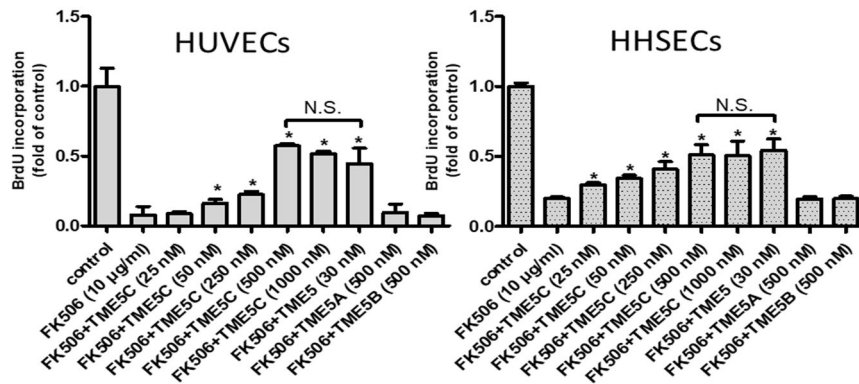 HUVECs
BrdU incorporation
(fold of control)
1.5
1.0
0.5
0.0
N.S.
*
*
*
*
*
control
FK506 (10 µg/ml)
FK506+TME5C (25 nM)
FK506+TME5C (50 nM)
FK506+TME5C (250 nM)
FK506+TME5C (500 nM)
FK506+TME5C (1000 nM)
FK506+TME5 (30 nM)
FK506+TME5A (500 nM)
FK506+TME5B (500 nM)
HHSECs
BrdU incorporation
(fold of control)
1.5
1.0
0.5
0.0
N.S.
*
*
*
*
*
*
control
FK506 (10 µg/ml)
FK506+TME5C (25 nM)
FK506+TME5C (50 nM)
FK506+TME5C (250 nM)
FK506+TME5C (500 nM)
FK506+TME5C (1000 nM)
FK506+TME5 (30 nM)
FK506+TME5A (500 nM)
FK506+TME5B (500 nM)